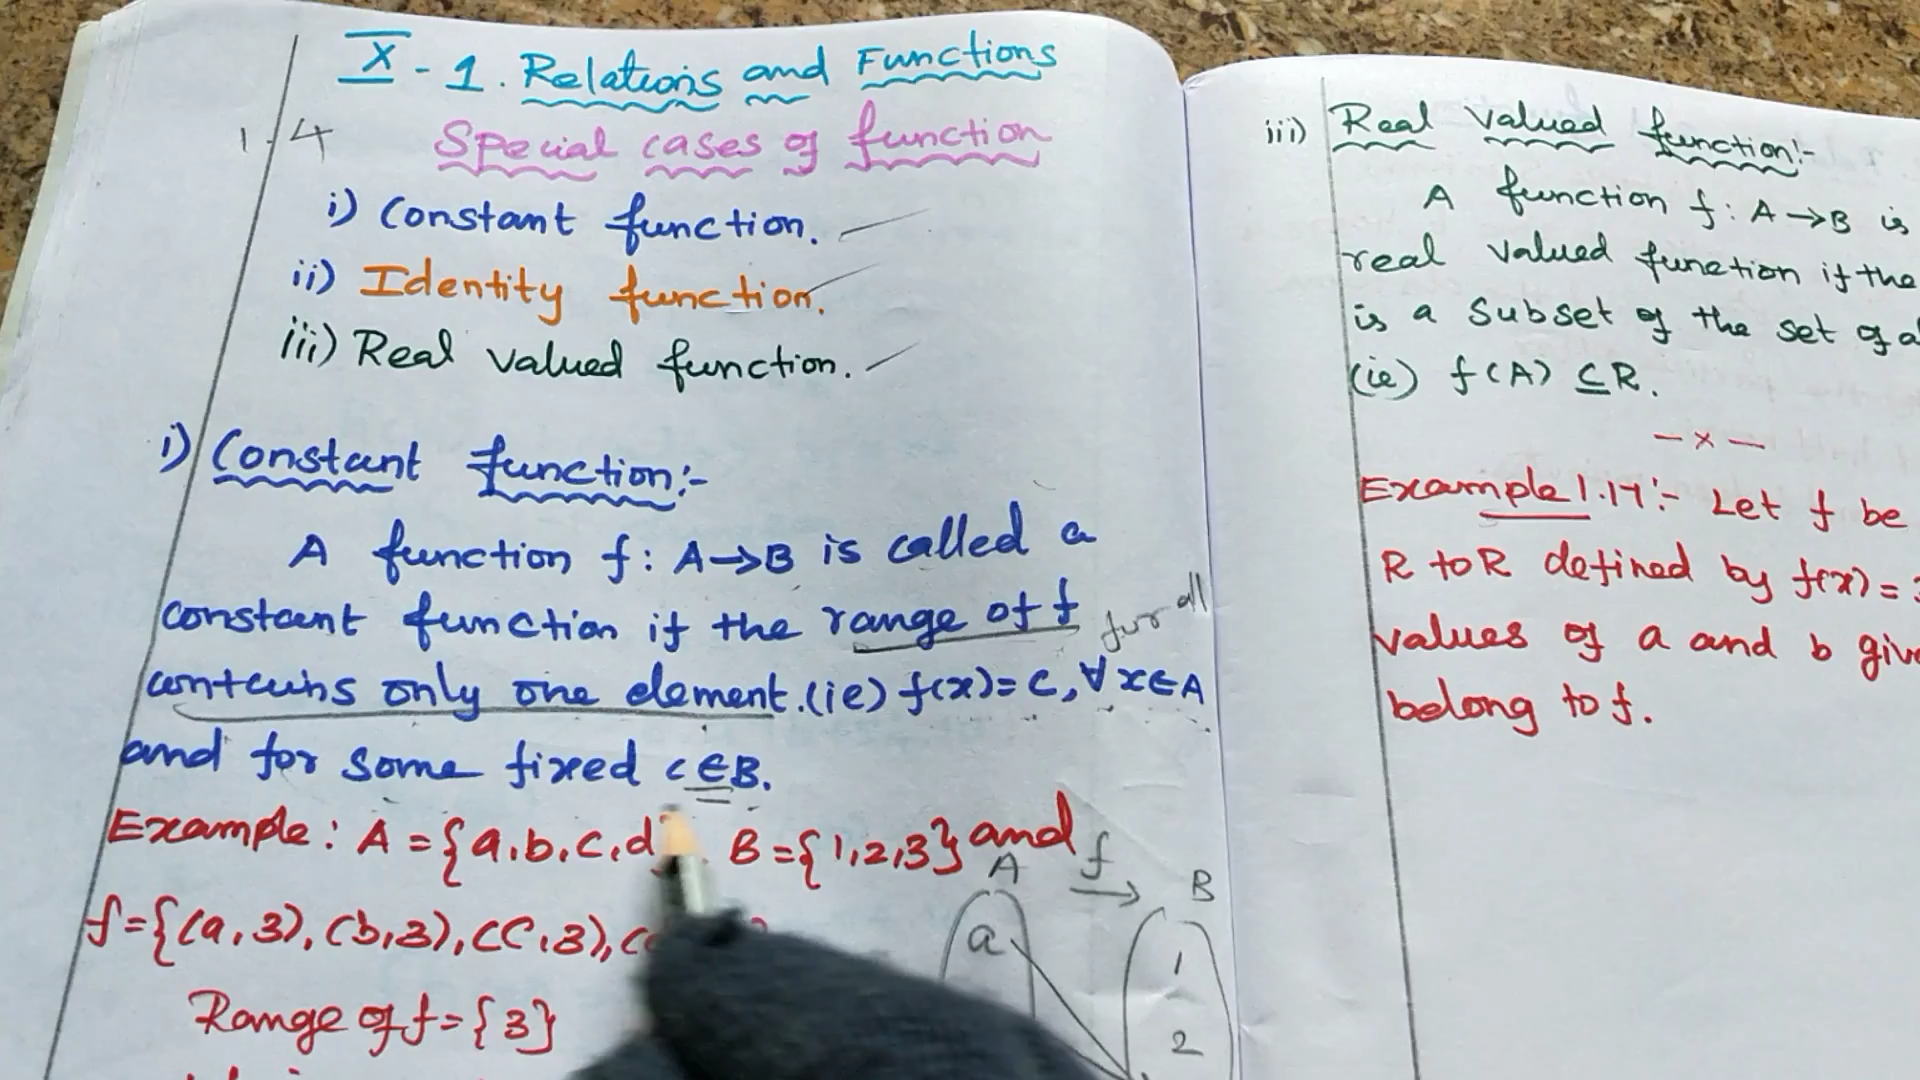 X - 1. Relations and Functions
1.4 Special cases of function
i) Constant function.
ii) Identity function.
iii) Real valued function.
i) Constant function:-
A function f: A→B is called a
constant function if the range of f
for all
contains only one element. (ie) f(x)=c, ∀ x∈A
and for some fixed c∈B.
Example: A = {a,b,c,d B={1,2,3} and
f={(a,3),(b,3),(c,3),(
Range of f={3}
A f B
a
1
2
iii) Real valued function:-
A function f: A→B is
real valued function if the
is a subset of the set of
(ie) f(A) ⊆R.
—x—
Example 1.17:- Let f be
R to R defined by f(x)=
values of a and b
belong to f.